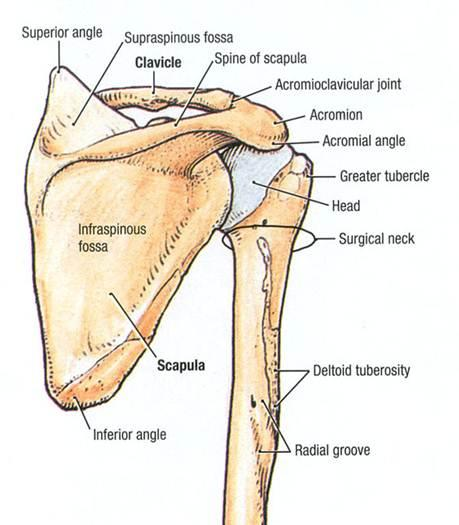 Superior angle
Supraspinous fossa
Clavicle
Spine of scapula
Acromioclavicular joint
Acromion
Acromial angle
Greater tubercle
Head
Surgical neck
Infraspinous
fossa
Scapula
Deltoid tuberosity
Inferior angle
Radial groove